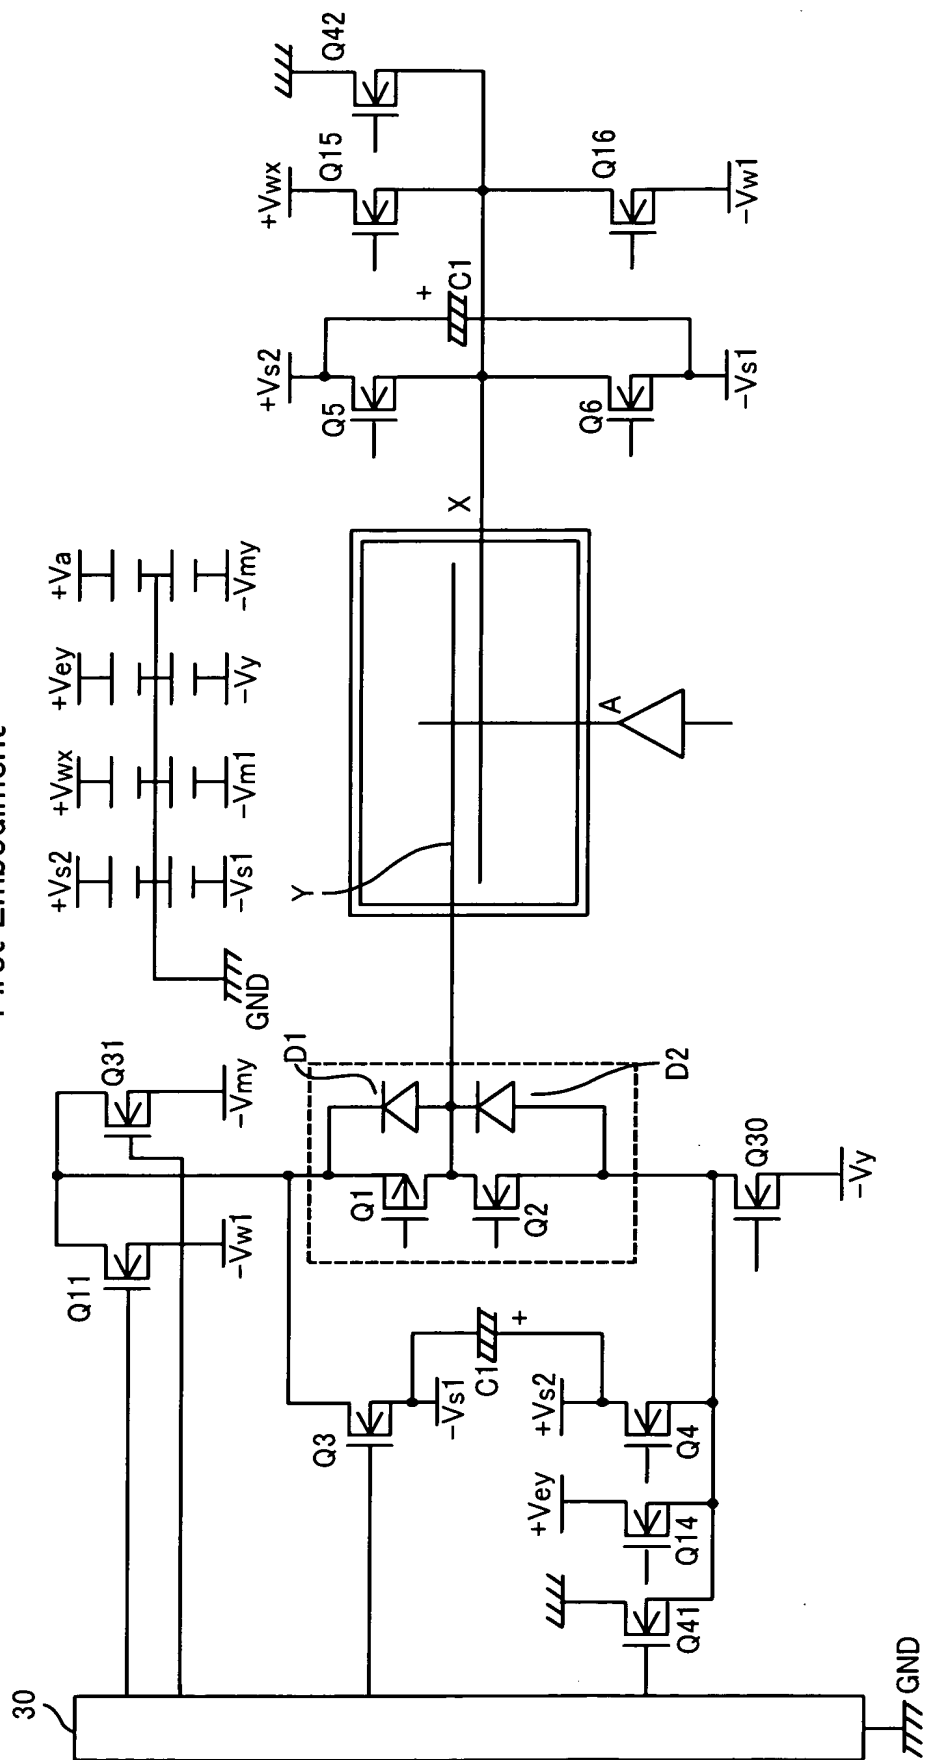 First Embodiment
30
GND
Q11
-Vw1
Q31
-Vmy
GND
+Vs2
-Vs1
+Vwx
-Vm1
+Vey
-Vy
+Va
-Vmy
Q3
-Vs1
C1
+
Q1
Q2
D1
D2
Y
X
A
+Vs2
Q5
C1
+
Q6
-Vs1
+Vwx
Q15
Q16
-Vw1
Q42
Q41
+Vey
Q14
+Vs2
Q4
Q30
-Vy